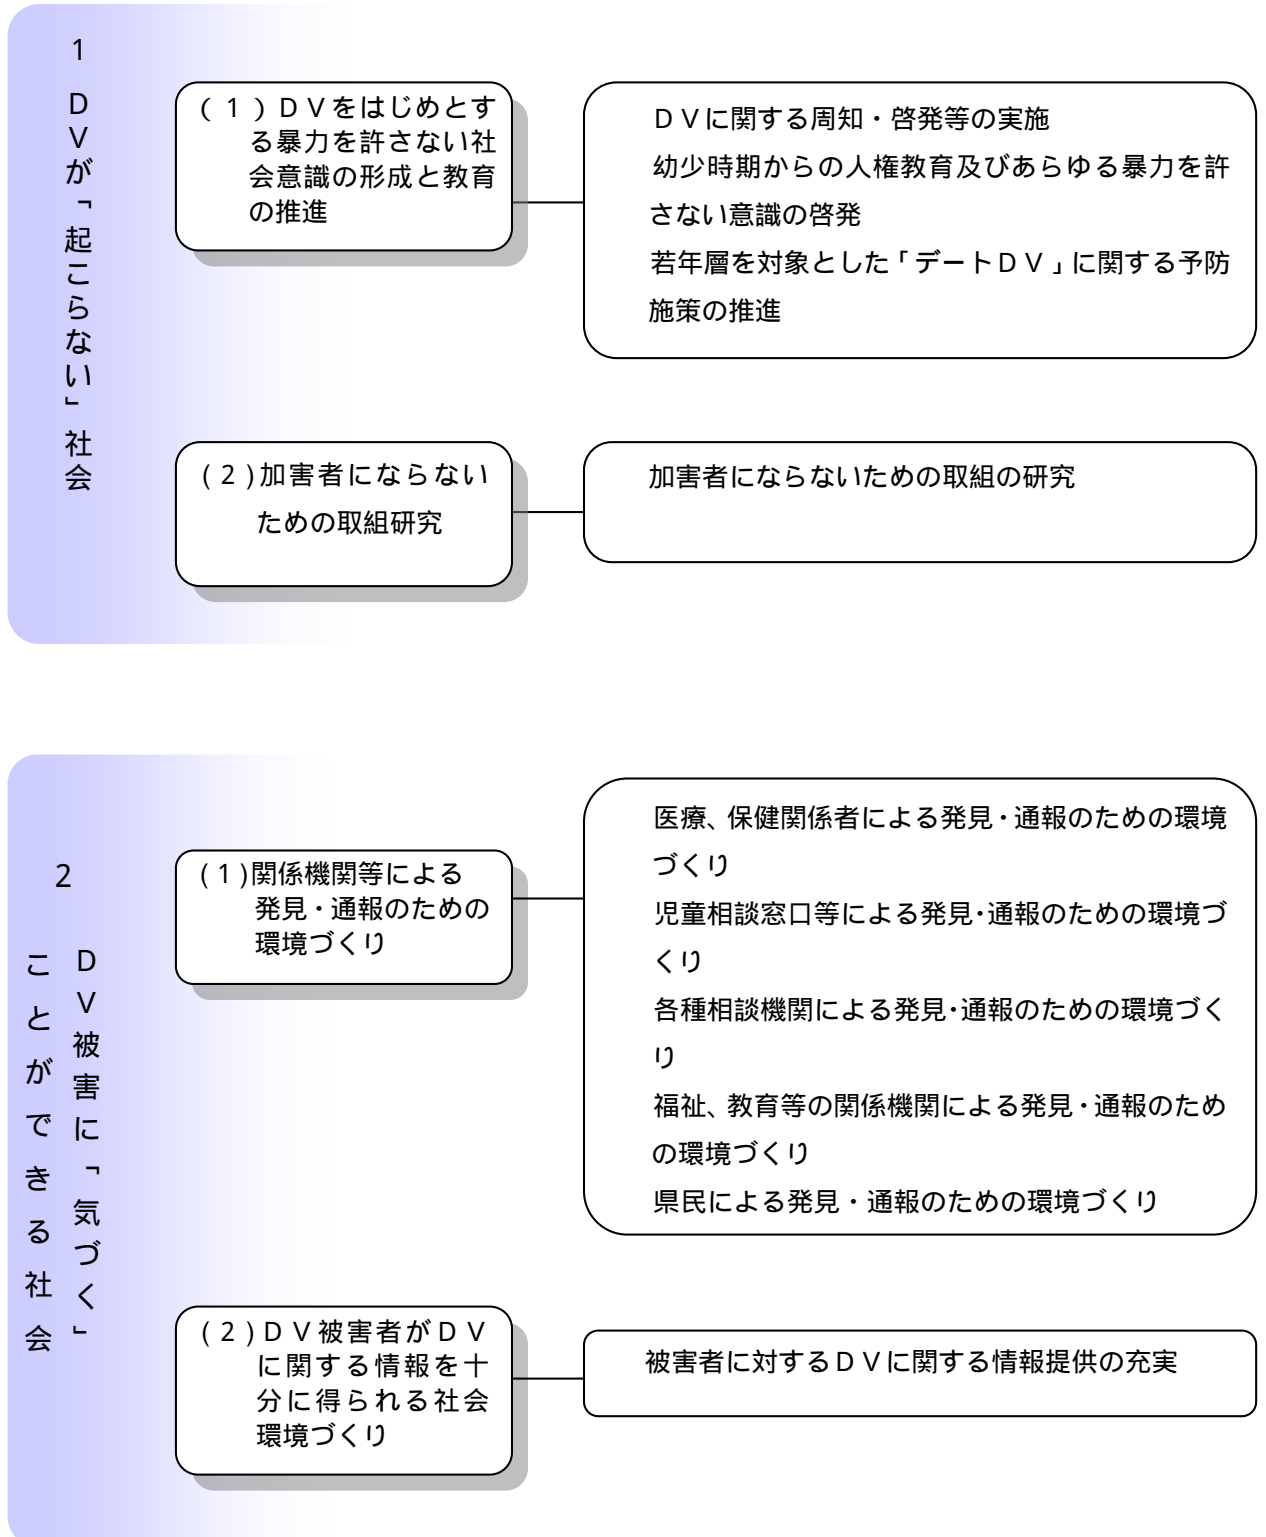 1
DVが「起こらない」社会
(1)DVをはじめとす
る暴力を許さない社
会意識の形成と教育
の推進
DVに関する周知・啓発等の実施
幼少時期からの人権教育及びあらゆる暴力を許
さない意識の啓発
若年層を対象とした「デートDV」に関する予防
施策の推進
(2)加害者にならない
ための取組研究
加害者にならないための取組の研究
2
DV被害に「気づく」
ことができる社会
(1)関係機関等による
発見・通報のための
環境づくり
医療、保健関係者による発見・通報のための環境
づくり
児童相談窓口等による発見・通報のための環境づ
くり
各種相談機関による発見・通報のための環境づく
り
福祉、教育等の関係機関による発見・通報のため
の環境づくり
県民による発見・通報のための環境づくり
(2)DV被害者がDV
に関する情報を十
分に得られる社会
環境づくり
被害者に対するDVに関する情報提供の充実